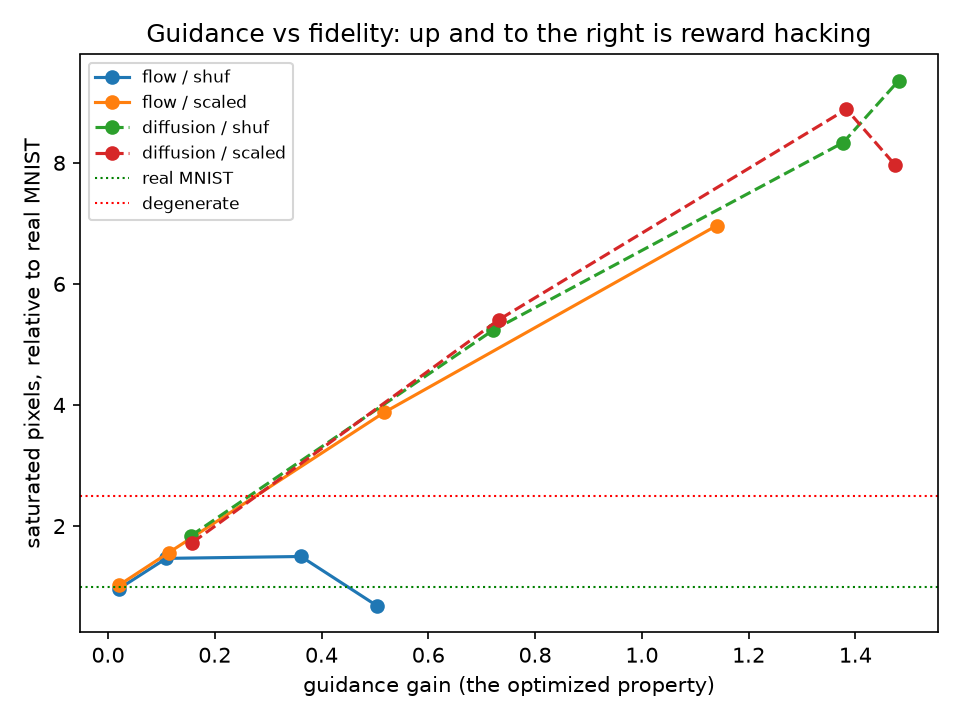 Guidance vs fidelity: up and to the right is reward hacking
flow / shuf
flow / scaled
diffusion / shuf
diffusion / scaled
real MNIST
degenerate
saturated pixels, relative to real MNIST
8
6
4
2
0.0 0.2 0.4 0.6 0.8 1.0 1.2 1.4
guidance gain (the optimized property)